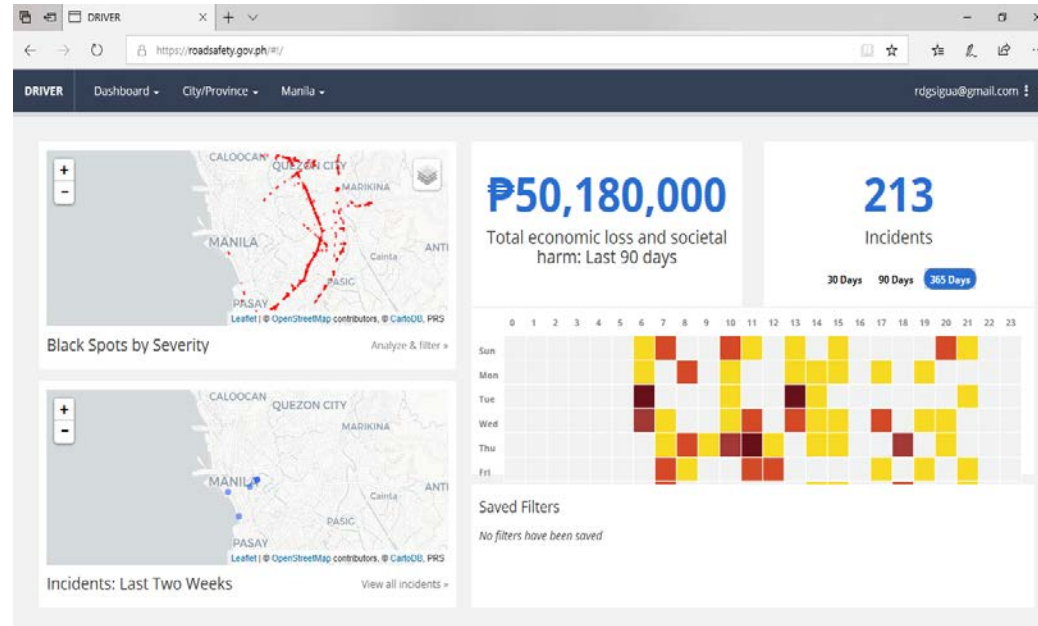 DRIVER
https://roadsafety.gov.ph/#!/
DRIVER Dashboard City/Province Manila rdgsigua@gmail.com
+
-
CALOOCAN
QUEZON CITY
MARIKINA
MANILA
Cainta
ANTI
PASIG
PASAY
Leaflet | © OpenStreetMap contributors, © CartoDB, PRS
Black Spots by Severity Analyze & filter »
+
-
CALOOCAN
QUEZON CITY
MARIKINA
MANILA
Cainta
ANTI
PASIG
PASAY
Leaflet | © OpenStreetMap contributors, © CartoDB, PRS
Incidents: Last Two Weeks View all incidents »
₱50,180,000
Total economic loss and societal
harm: Last 90 days
213
Incidents
30 Days 90 Days 365 Days
0 1 2 3 4 5 6 7 8 9 10 11 12 13 14 15 16 17 18 19 20 21 22 23
Sun
Mon
Tue
Wed
Thu
Fri
Saved Filters
No filters have been saved